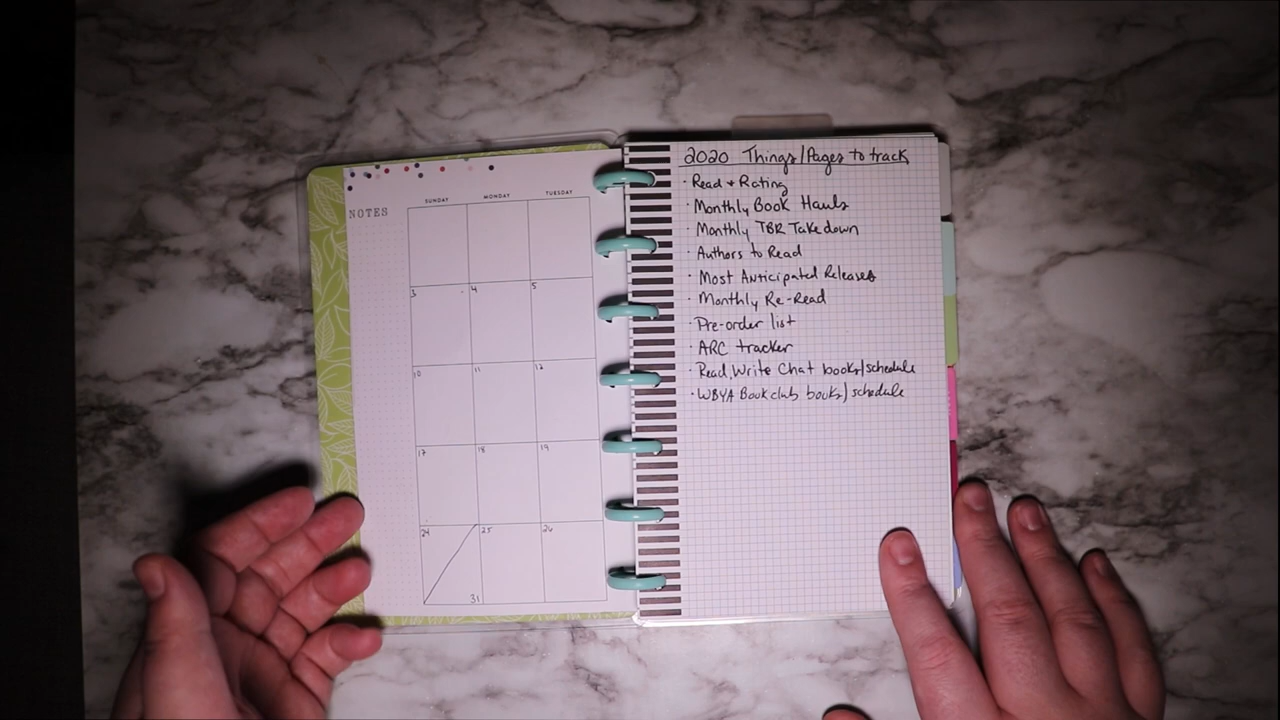 NOTES
SUNDAY MONDAY TUESDAY
3 4 5
10 11 12
17 18 19
24 25 26
31
2020 Things/Pages to track
· Read + Rating
· Monthly Book Hauls
· Monthly TBR Takedown
· Authors to Read
· Most Anticipated Releases
· Monthly Re-Read
· Pre-order list
· ARC tracker
· Read, Write Chat books/schedule
· WBYA Bookclub books/schedule